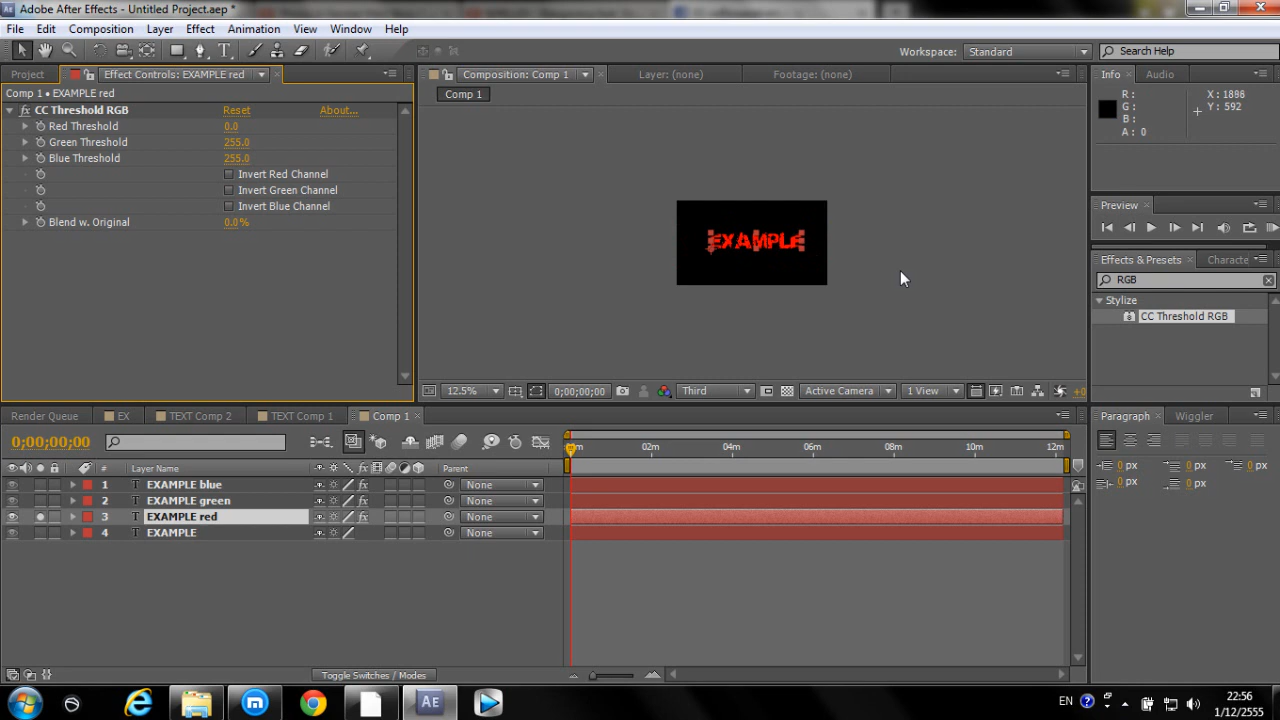 Adobe After Effects - Untitled Project.aep *
File Edit Composition Layer Effect Animation View Window Help
Workspace: Standard
Search Help
Project
Effect Controls: EXAMPLE red
Comp 1 • EXAMPLE red
CC Threshold RGB Reset About...
Red Threshold 0.0
Green Threshold 255.0
Blue Threshold 255.0
Invert Red Channel
Invert Green Channel
Invert Blue Channel
Blend w. Original 0.0%
Composition: Comp 1
Layer: (none)
Footage: (none)
Comp 1
EXAMPLE
12.5%
0;00;00;00
Third
Active Camera
1 View
+0
Info Audio
R:
G:
B:
A: 0
X: 1896
Y: 592
Preview
Effects & Presets Characte
RGB
Stylize
CC Threshold RGB
Render Queue EX TEXT Comp 2 TEXT Comp 1 Comp 1
0;00;00;00
# Layer Name Parent
1 T EXAMPLE blue None
2 T EXAMPLE green None
3 T EXAMPLE red None
4 T EXAMPLE None
02m 04m 06m 08m 10m 12m
Toggle Switches / Modes
Paragraph Wiggler
0 px 0 px 0 px
0 px 0 px
Ae
EN
22:56
1/12/2555